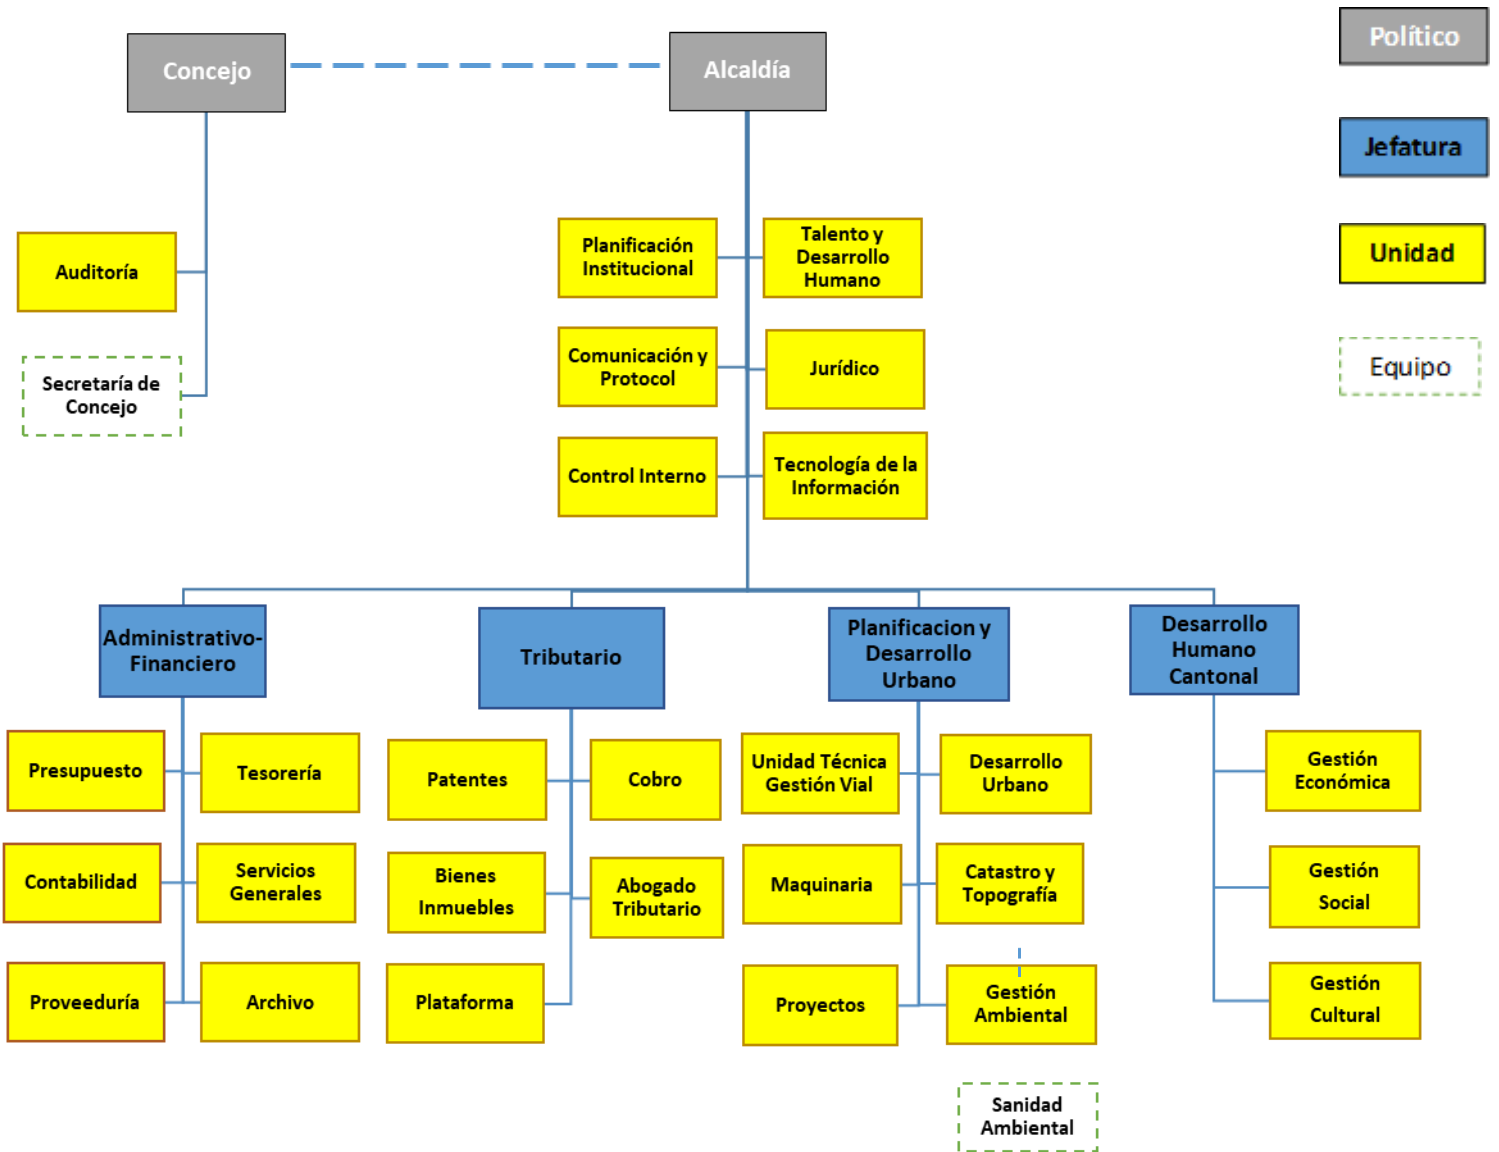 Concejo
Alcaldía
Político
Jefatura
Unidad
Equipo
Auditoría
Secretaría de
Concejo
Planificación
Institucional
Talento y
Desarrollo
Humano
Comunicación y
Protocol
Jurídico
Control Interno
Tecnología de la
Información
Administrativo-
Financiero
Tributario
Planificacion y
Desarrollo
Urbano
Desarrollo
Humano
Cantonal
Presupuesto
Tesorería
Contabilidad
Servicios
Generales
Proveeduría
Archivo
Patentes
Cobro
Bienes
Inmuebles
Abogado
Tributario
Plataforma
Unidad Técnica
Gestión Vial
Desarrollo
Urbano
Maquinaria
Catastro y
Topografía
Proyectos
Gestión
Ambiental
Sanidad
Ambiental
Gestión
Económica
Gestión
Social
Gestión
Cultural